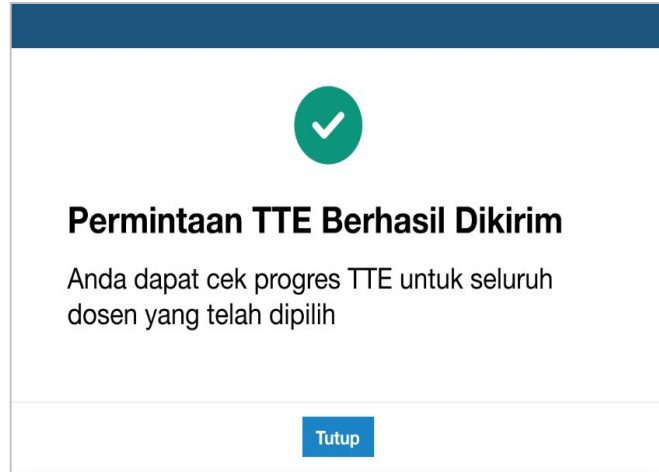 Permintaan TTE Berhasil Dikirim
Anda dapat cek progres TTE untuk seluruh
dosen yang telah dipilih
Tutup